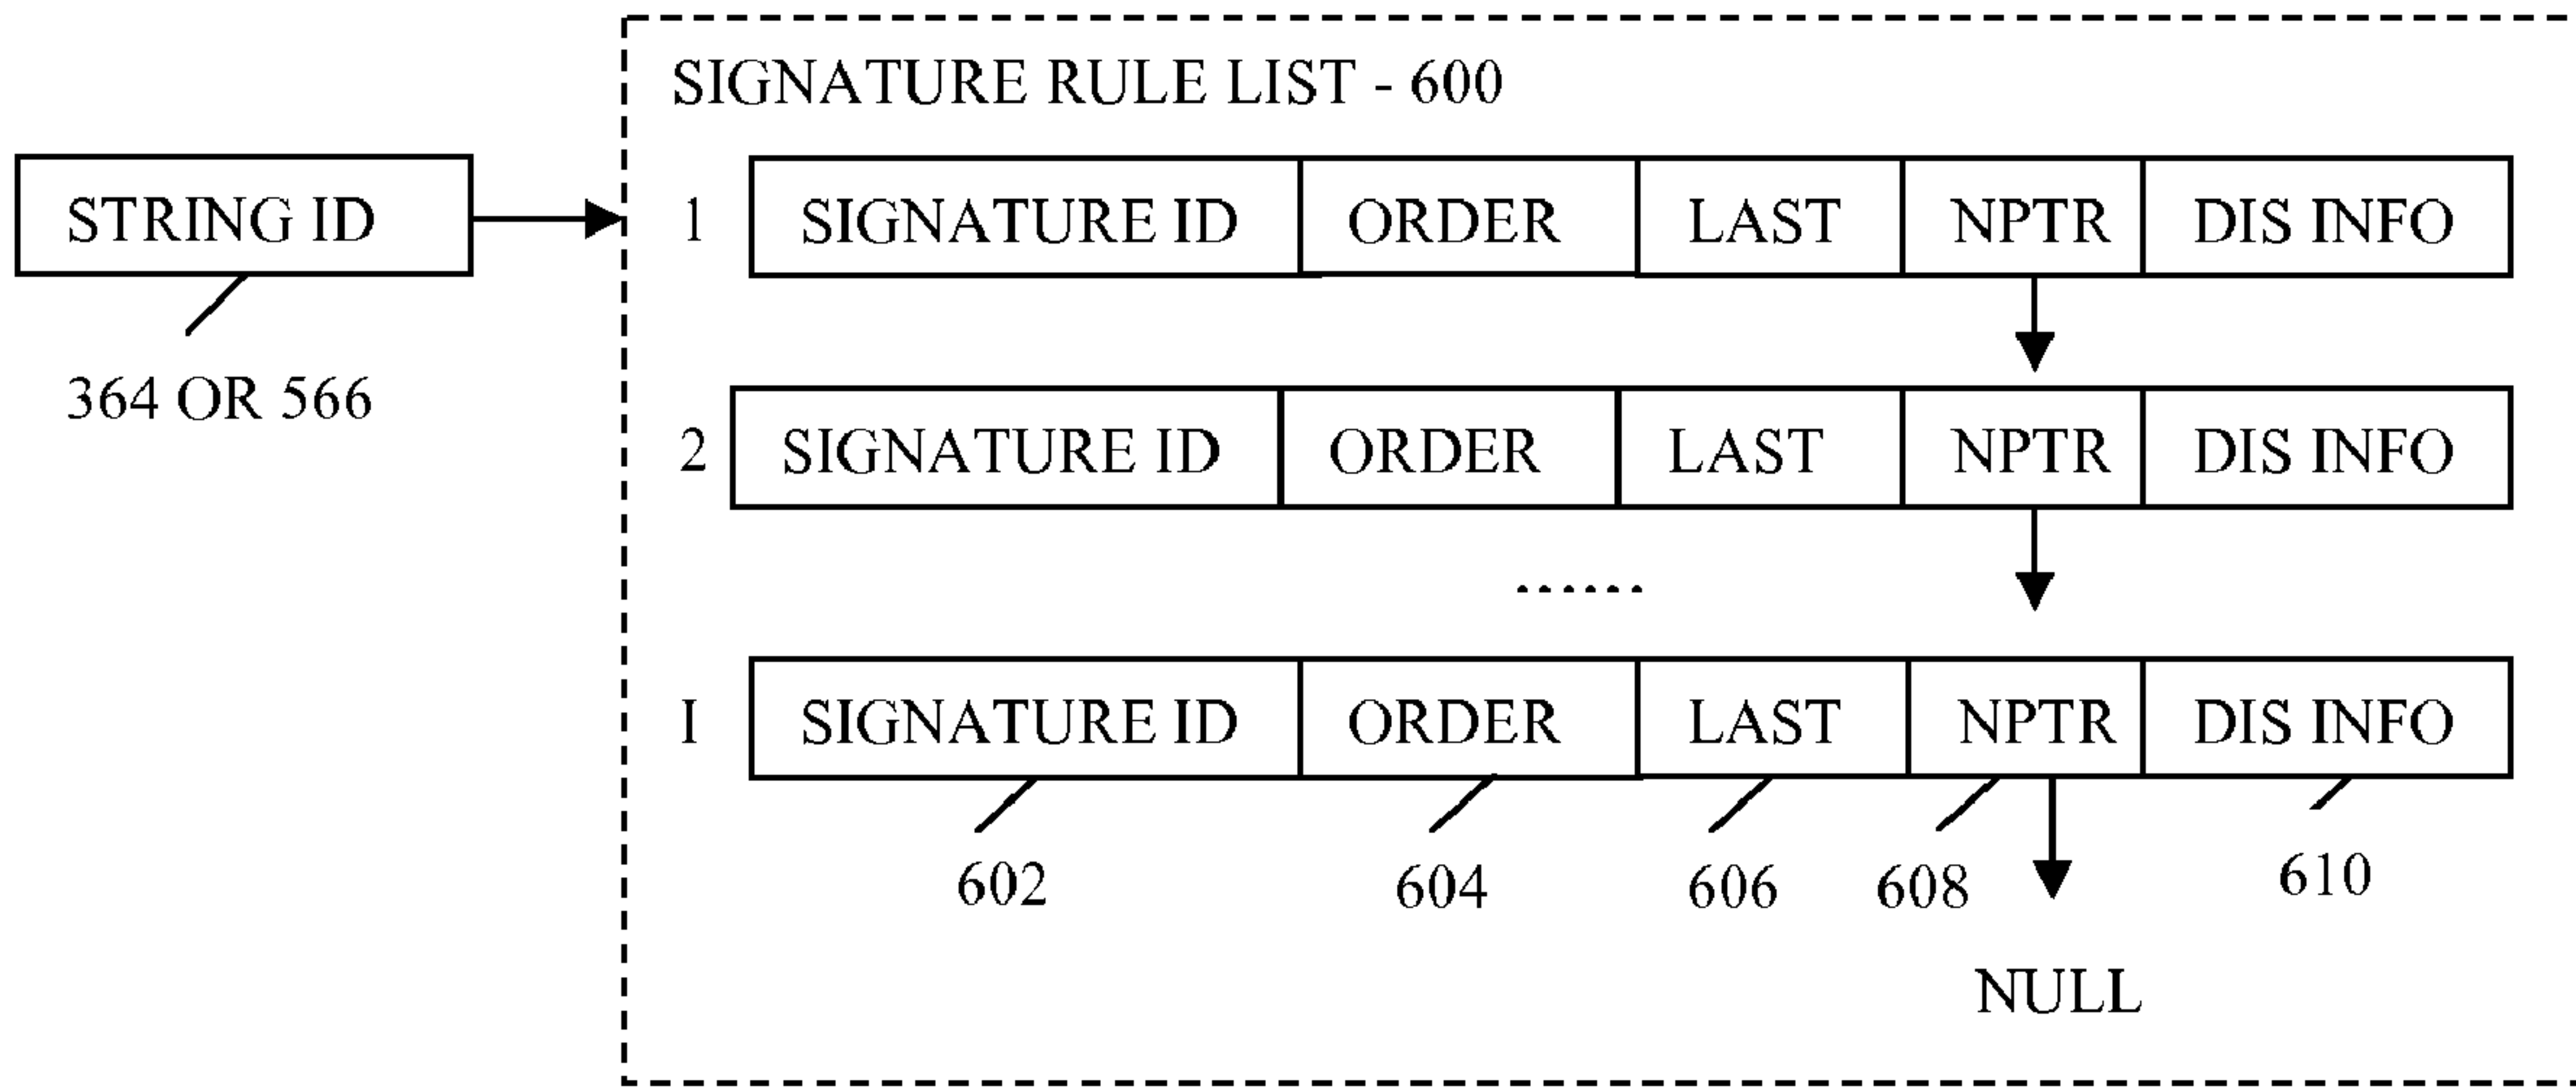 SIGNATURE RULE LIST - 600
STRING ID
364 OR 566
1 SIGNATURE ID ORDER LAST NPTR DIS INFO
2 SIGNATURE ID ORDER LAST NPTR DIS INFO
......
I SIGNATURE ID ORDER LAST NPTR DIS INFO
602 604 606 608 610
NULL